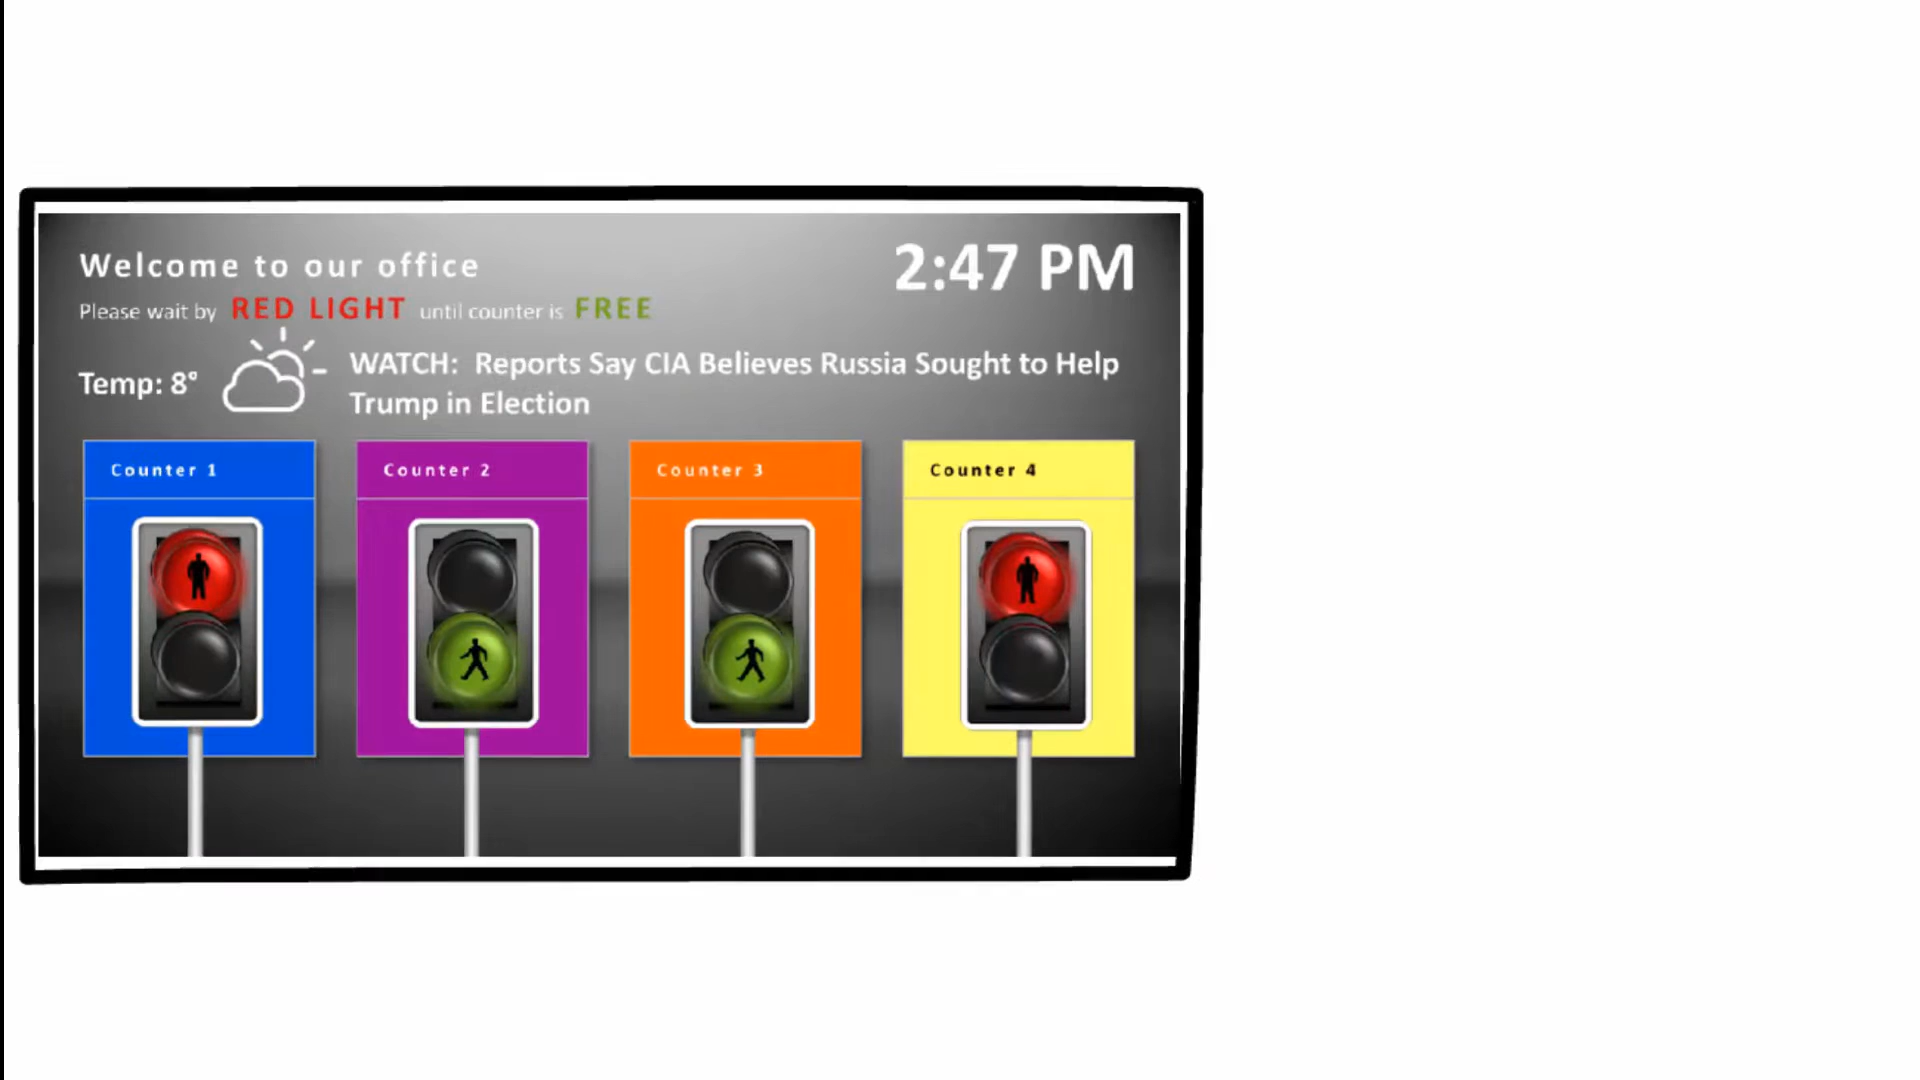 Welcome to our office
2:47 PM
Please wait by RED LIGHT until counter is FREE
Temp: 8°
WATCH: Reports Say CIA Believes Russia Sought to Help
Trump in Election
Counter 1
Counter 2
Counter 3
Counter 4